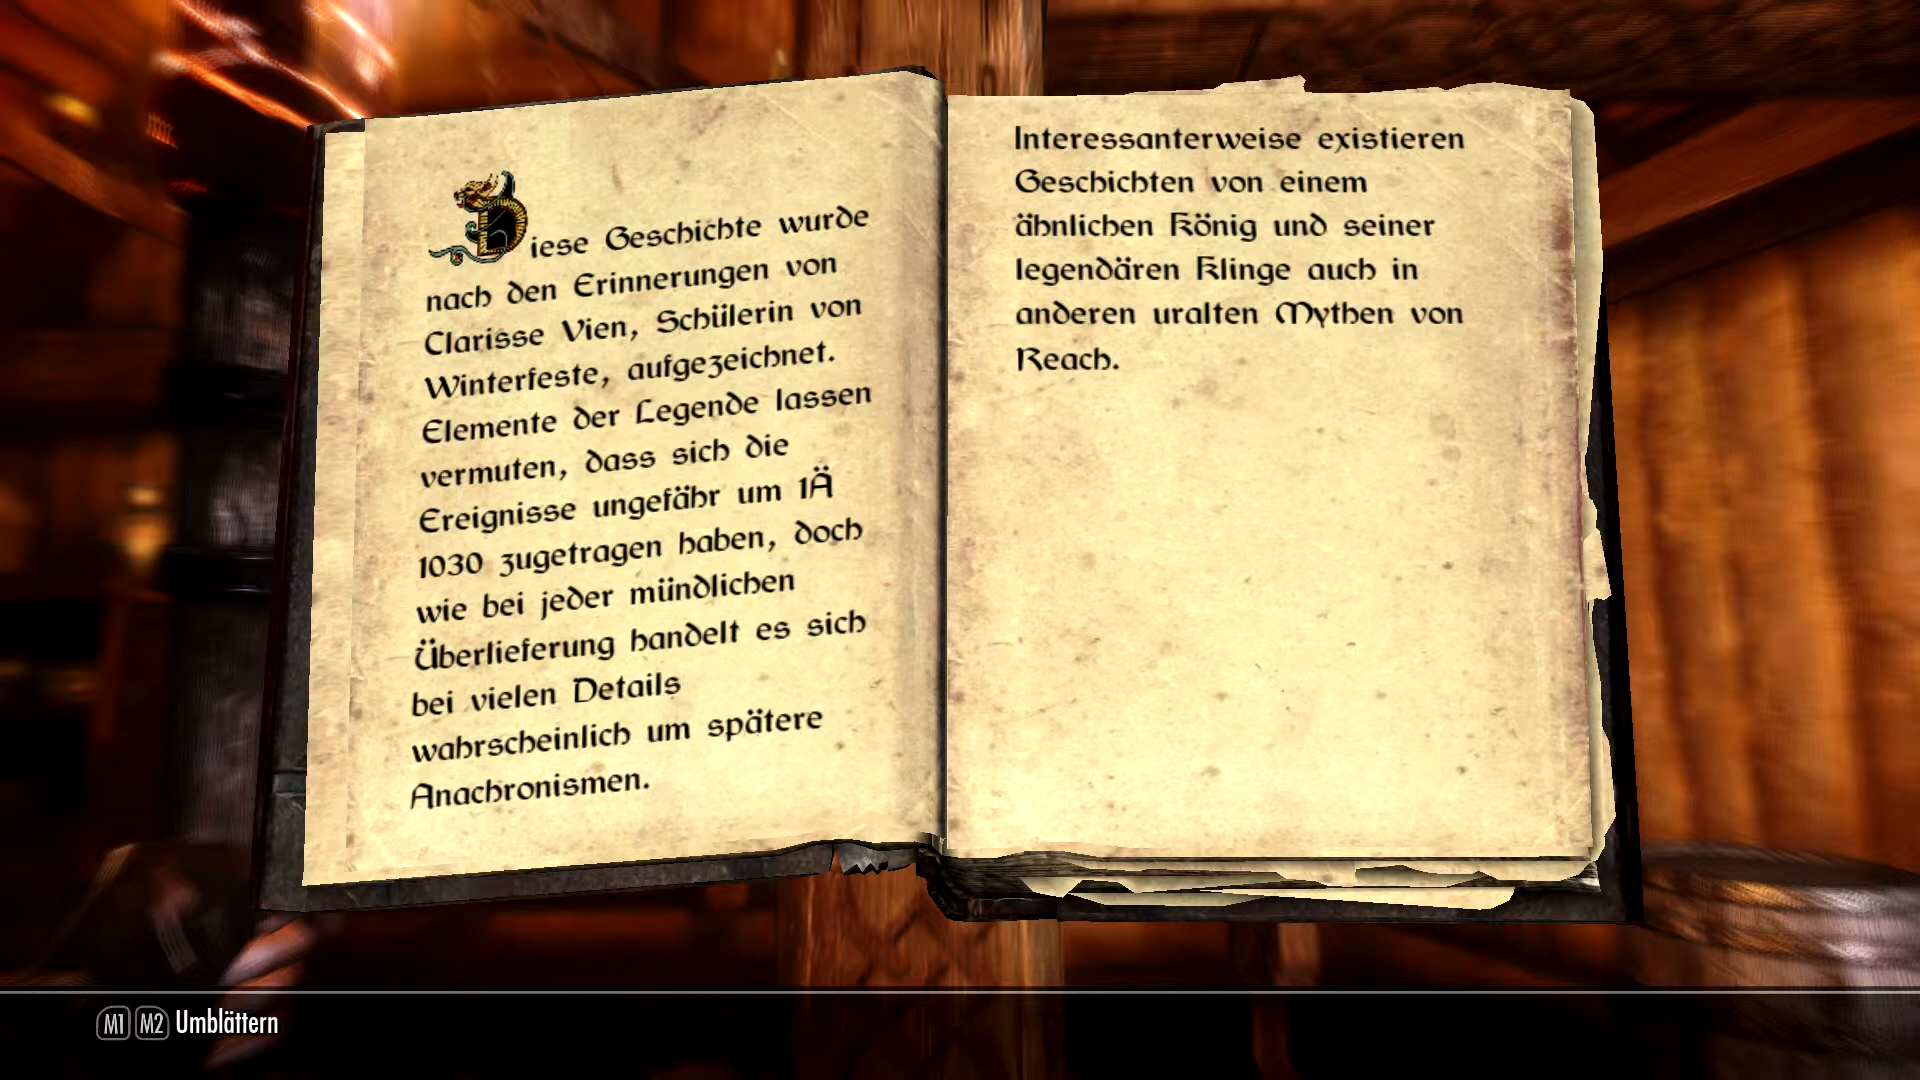 Diese Geschichte wurde
nach den Erinnerungen von
Clarisse Vien, Schülerin von
Winterfeste, aufgezeichnet.
Elemente der Legende lassen
vermuten, dass sich die
Ereignisse ungefähr um 1Ä
1030 zugetragen haben, doch
wie bei jeder mündlichen
Überlieferung handelt es sich
bei vielen Details
wahrscheinlich um spätere
Anachronismen.
Interessanterweise existieren
Geschichten von einem
ähnlichen König und seiner
legendären Klinge auch in
anderen uralten Mythen von
Reach.
M1 M2 Umblättern